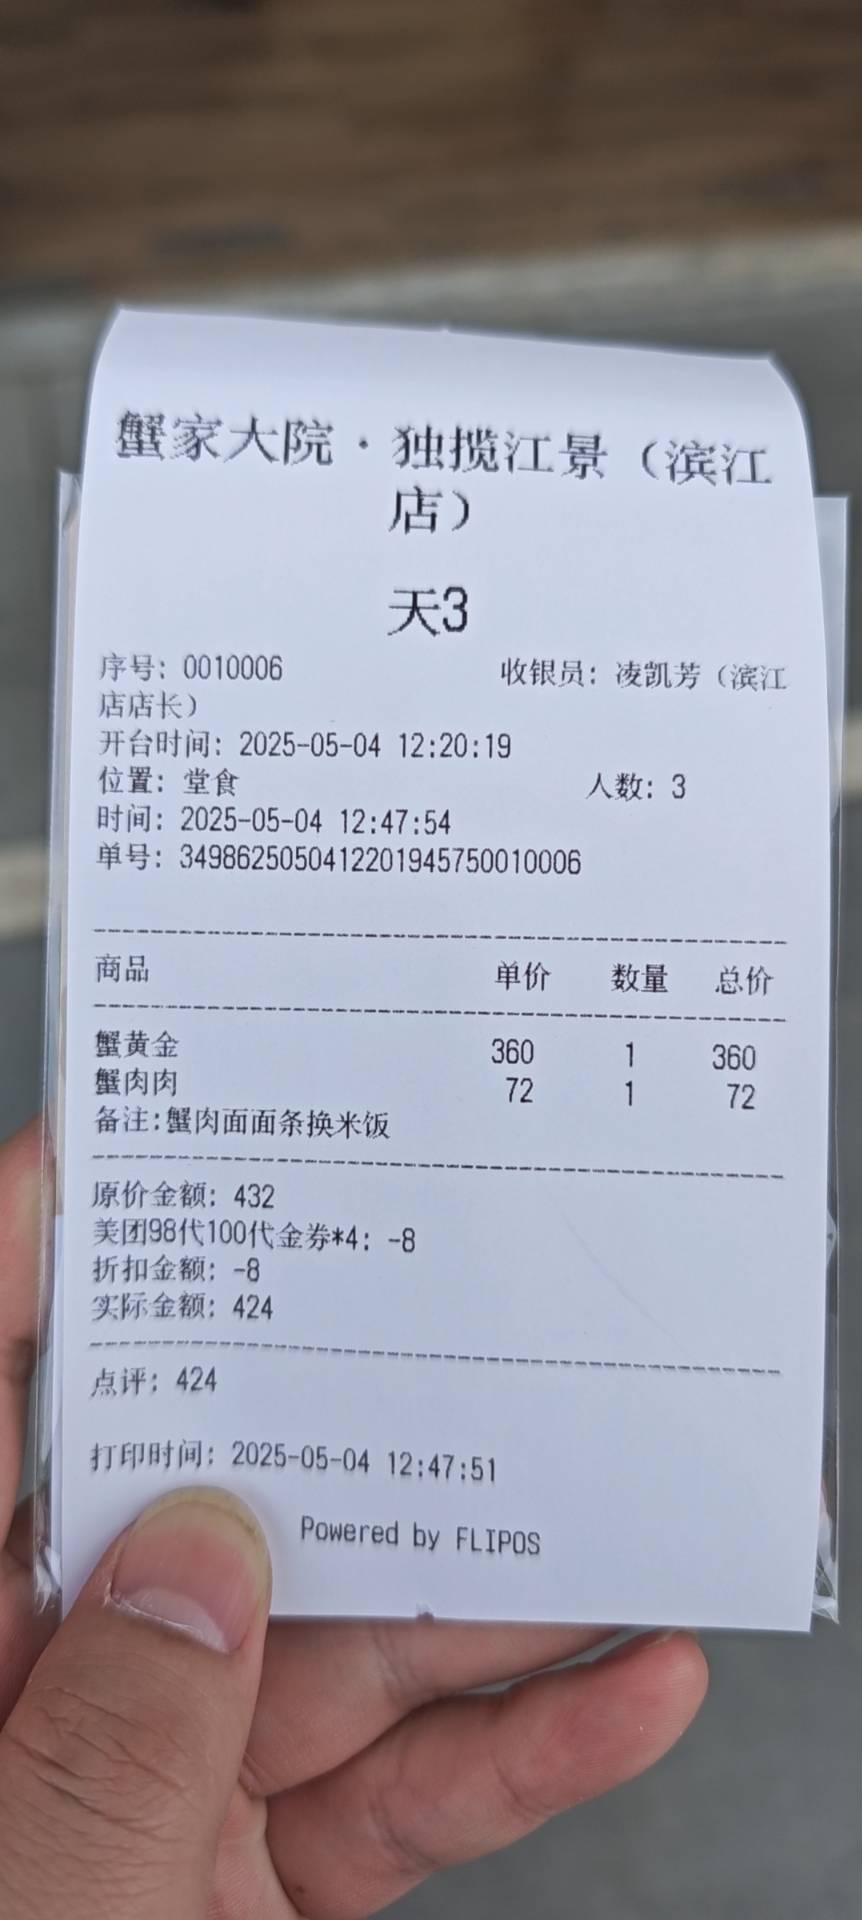 蟹家大院·独揽江景（滨江
店）
天3
序号：0010006 收银员：凌凯芳（滨江
店店长）
开台时间：2025-05-04 12:20:19
位置：堂食 人数：3
时间：2025-05-04 12:47:54
单号：3498625050412201945750010006
商品 单价 数量 总价
蟹黄金 360 1 360
蟹肉肉 72 1 72
备注:蟹肉面面条换米饭
原价金额：432
美团98代100代金券*4：-8
折扣金额：-8
实际金额：424
点评：424
打印时间：2025-05-04 12:47:51
Powered by FLIPOS